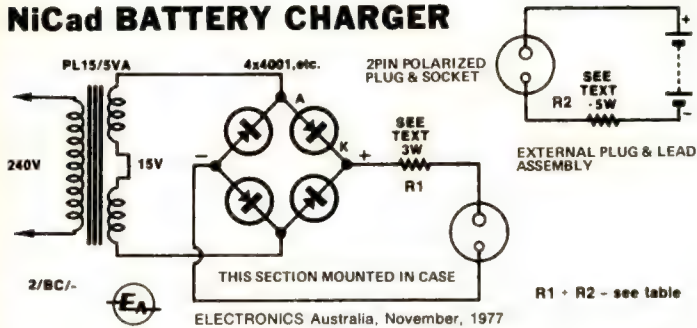 NiCad BATTERY CHARGER
PL15/5VA
4x4001,etc.
2PIN POLARIZED
PLUG & SOCKET
+
SEE
TEXT
-5W
R2
-
EXTERNAL PLUG & LEAD
ASSEMBLY
A
K
SEE
TEXT
3W
R1
240V
15V
-
+
THIS SECTION MOUNTED IN CASE
2/BC/-
EA
R1 + R2 - see table
ELECTRONICS Australia, November, 1977